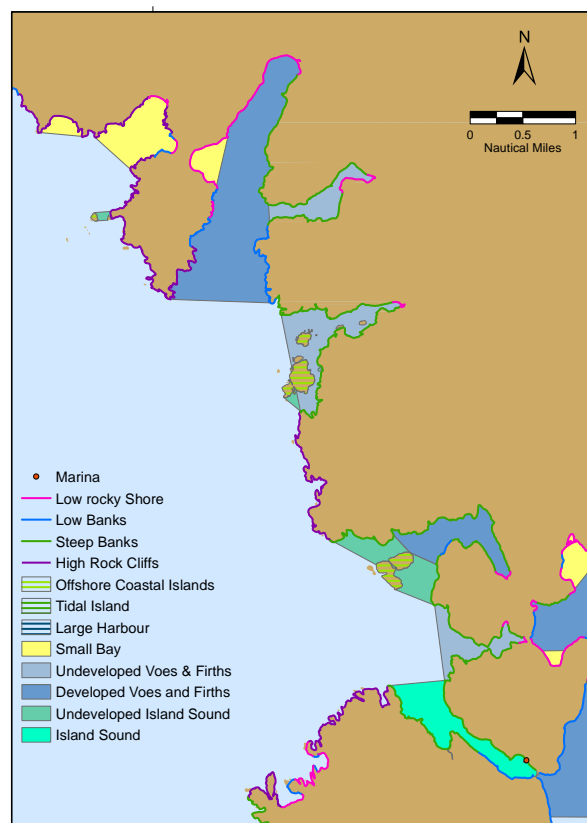 N
0 0.5 1
Nautical Miles
Marina
Low rocky Shore
Low Banks
Steep Banks
High Rock Cliffs
Offshore Coastal Islands
Tidal Island
Large Harbour
Small Bay
Undeveloped Voes & Firths
Developed Voes and Firths
Undeveloped Island Sound
Island Sound